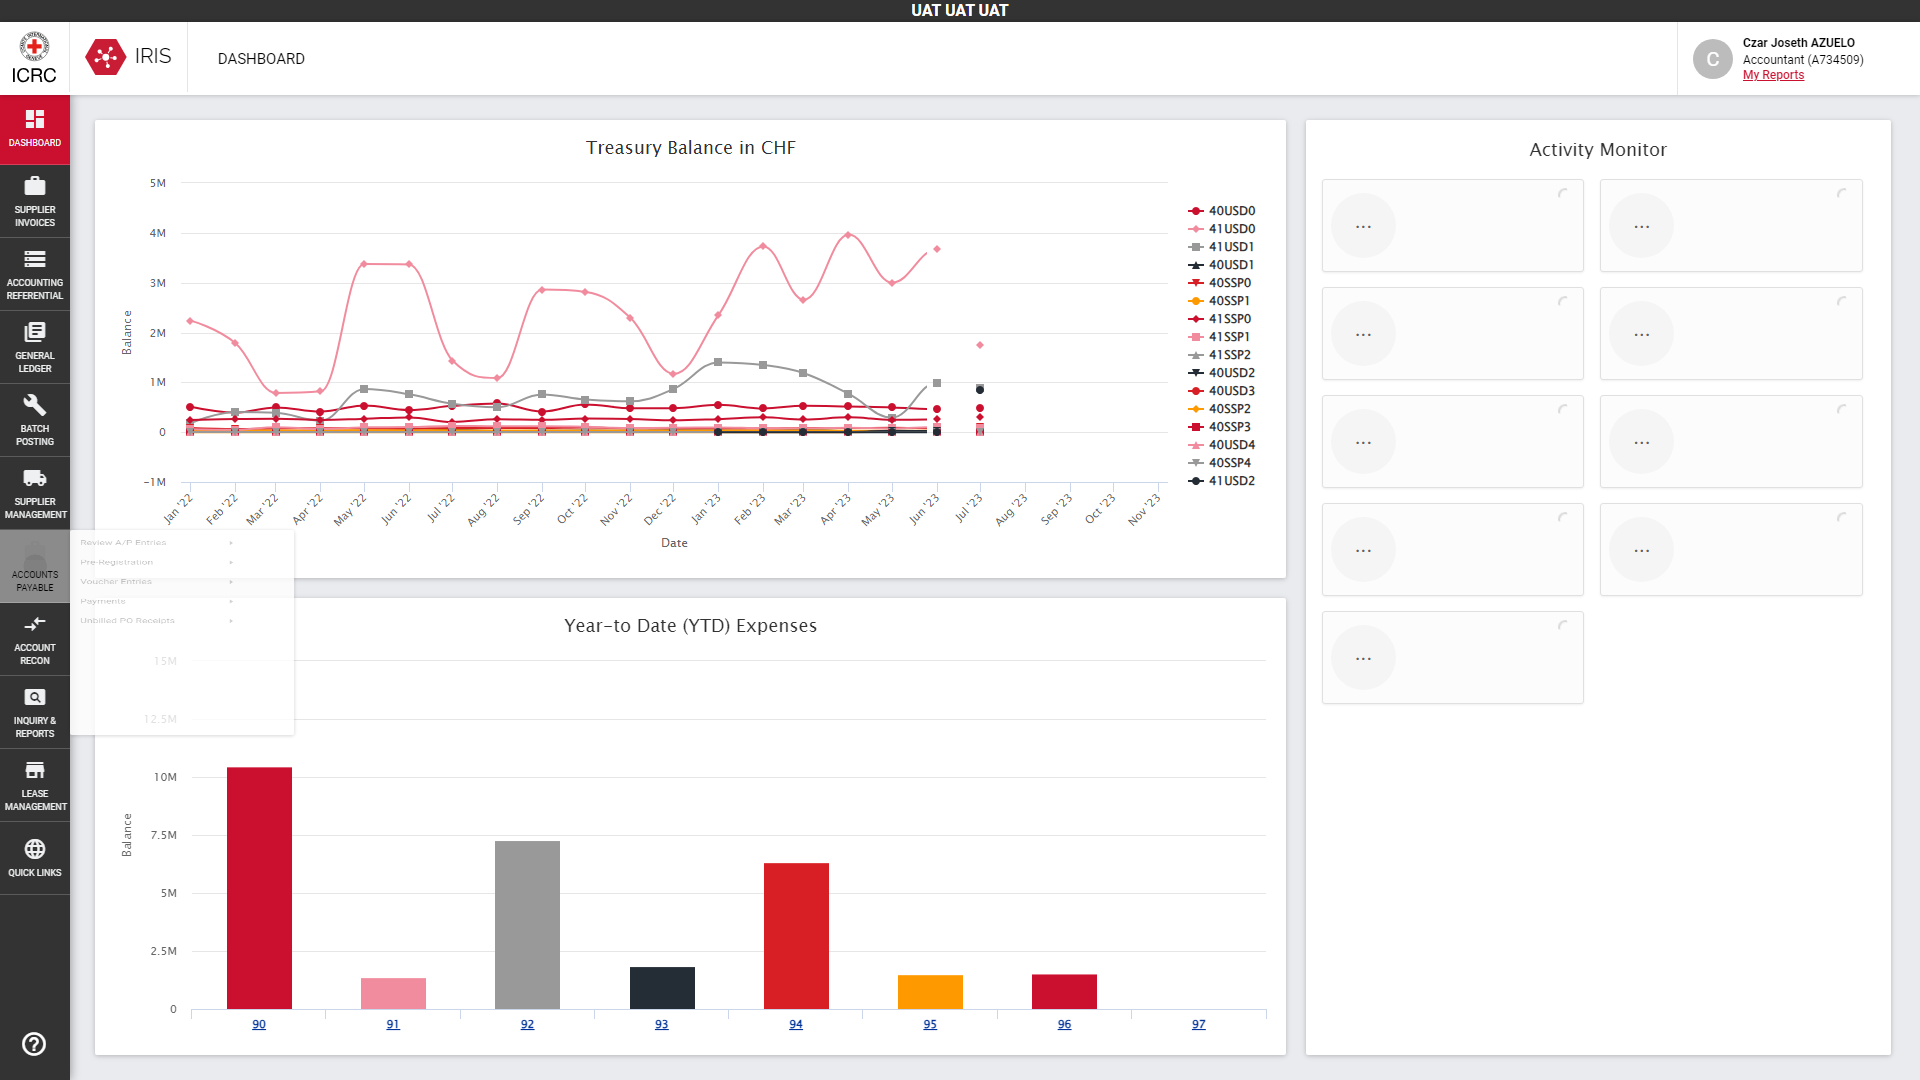 UAT UAT UAT
ICRC
IRIS
DASHBOARD
C
Czar Joseth AZUELO
Accountant (A734509)
My Reports
DASHBOARD
SUPPLIER
INVOICES
ACCOUNTING
REFERENTIAL
GENERAL
LEDGER
BATCH
POSTING
SUPPLIER
MANAGEMENT
ACCOUNTS
PAYABLE
ACCOUNT
RECON
INQUIRY &
REPORTS
LEASE
MANAGEMENT
QUICK LINKS
Review A/P Entries
Pre-Registration
Voucher Entries
Payments
Unbilled PO Receipts
Treasury Balance in CHF
5M
4M
3M
2M
1M
0
-1M
Balance
Jan '22
Feb '22
Mar '22
Apr '22
May '22
Jun '22
Jul '22
Aug '22
Sep '22
Oct '22
Nov '22
Dec '22
Jan '23
Feb '23
Mar '23
Apr '23
May '23
Jun '23
Jul '23
Aug '23
Sep '23
Oct '23
Nov '23
Date
40USD0
41USD0
41USD1
40USD1
40SSP0
40SSP1
41SSP0
41SSP1
41SSP2
40USD2
40USD3
40SSP2
40SSP3
40USD4
40SSP4
41USD2
Year-to Date (YTD) Expenses
15M
12.5M
10M
7.5M
5M
2.5M
0
Balance
90
91
92
93
94
95
96
97
Activity Monitor
...
...
...
...
...
...
...
...
...